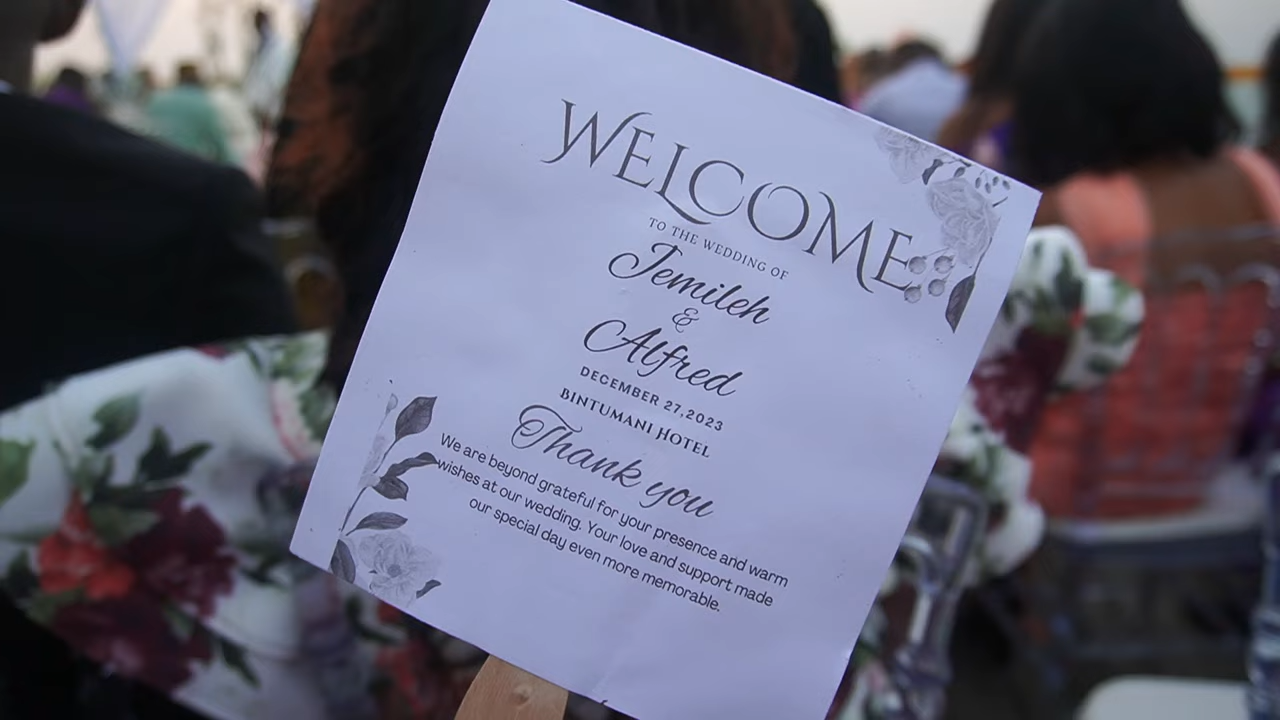 WELCOME
TO THE WEDDING OF
Jemileh
&
Alfred
DECEMBER 27,2023
BINTUMANI HOTEL
Thank you
We are beyond grateful for your presence and warm
wishes at our wedding. Your love and support made
our special day even more memorable.